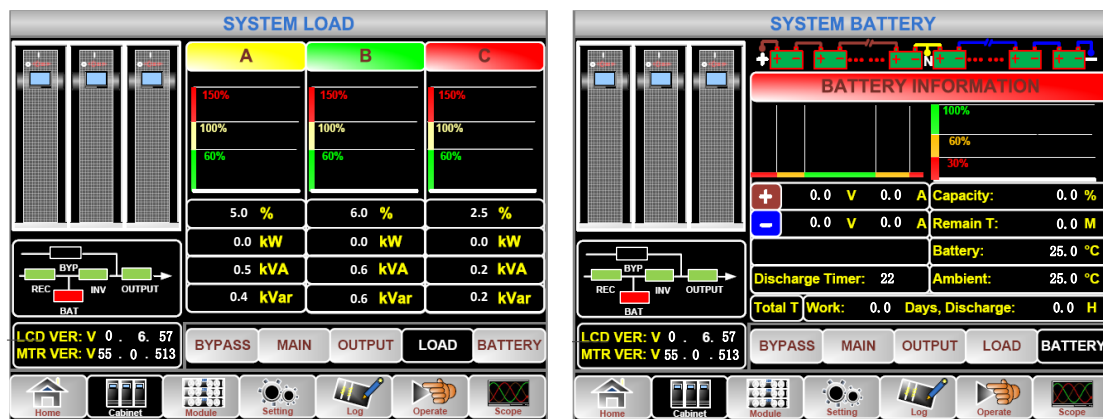 SYSTEM LOAD
A B C
150% 150% 150%
100% 100% 100%
60% 60% 60%
5.0 % 6.0 % 2.5 %
0.0 kW 0.0 kW 0.0 kW
0.5 kVA 0.6 kVA 0.2 kVA
0.4 kVar 0.6 kVar 0.2 kVar
BYP
REC INV OUTPUT
BAT
LCD VER: V 0 . 6. 57
MTR VER: V 55 . 0 . 513
BYPASS MAIN OUTPUT LOAD BATTERY
Home Cabinet Module Setting Log Operate Scope
SYSTEM BATTERY
+ + - + - + - N + - + - + - -
BATTERY INFORMATION
100%
60%
30%
+ 0.0 V 0.0 A Capacity: 0.0 %
- 0.0 V 0.0 A Remain T: 0.0 M
Battery: 25.0 °C
Discharge Timer: 22 Ambient: 25.0 °C
Total T Work: 0.0 Days, Discharge: 0.0 H
BYP
REC INV OUTPUT
BAT
LCD VER: V 0 . 6. 57
MTR VER: V 55 . 0 . 513
BYPASS MAIN OUTPUT LOAD BATTERY
Home Cabinet Module Setting Log Operate Scope